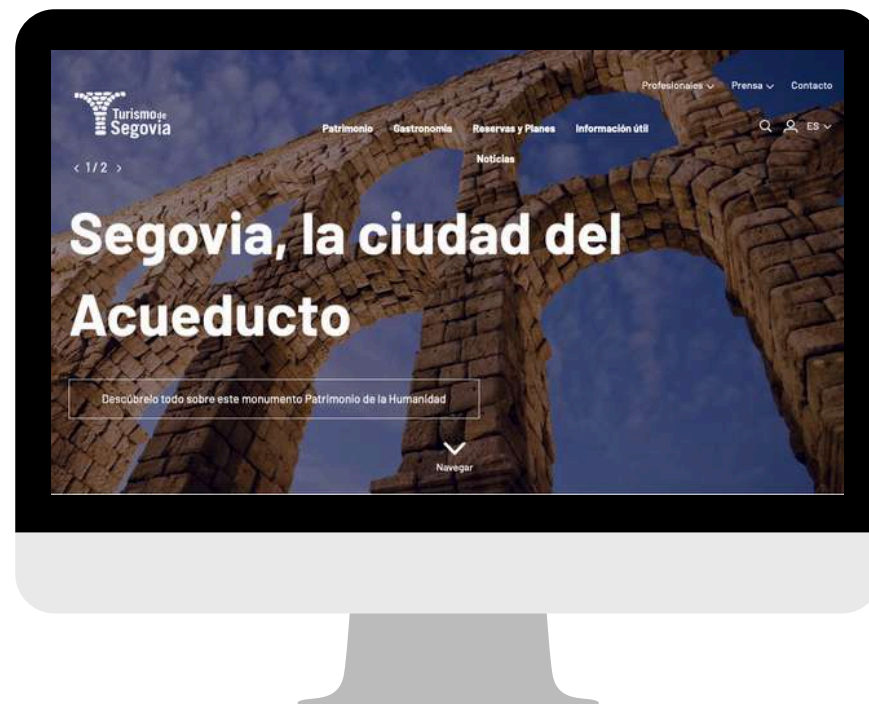 Profesionales Prensa Contacto
Turismo de
Segovia
Patrimonio Gastronomía Reservas y Planes Información útil
ES
Noticias
< 1/2 >
Segovia, la ciudad del
Acueducto
Descúbrelo todo sobre este monumento Patrimonio de la Humanidad
Navegar